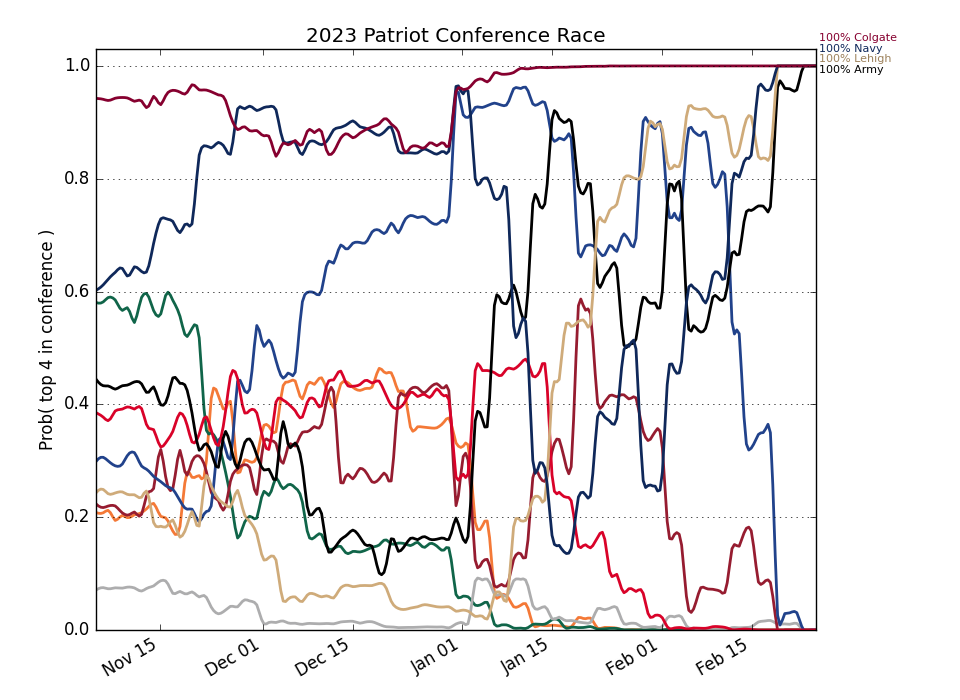 2023 Patriot Conference Race
100% Colgate
100% Navy
100% Lehigh
100% Army
Prob( top 4 in conference )
1.0
0.8
0.6
0.4
0.2
0.0
Nov 15
Dec 01
Dec 15
Jan 01
Jan 15
Feb 01
Feb 15